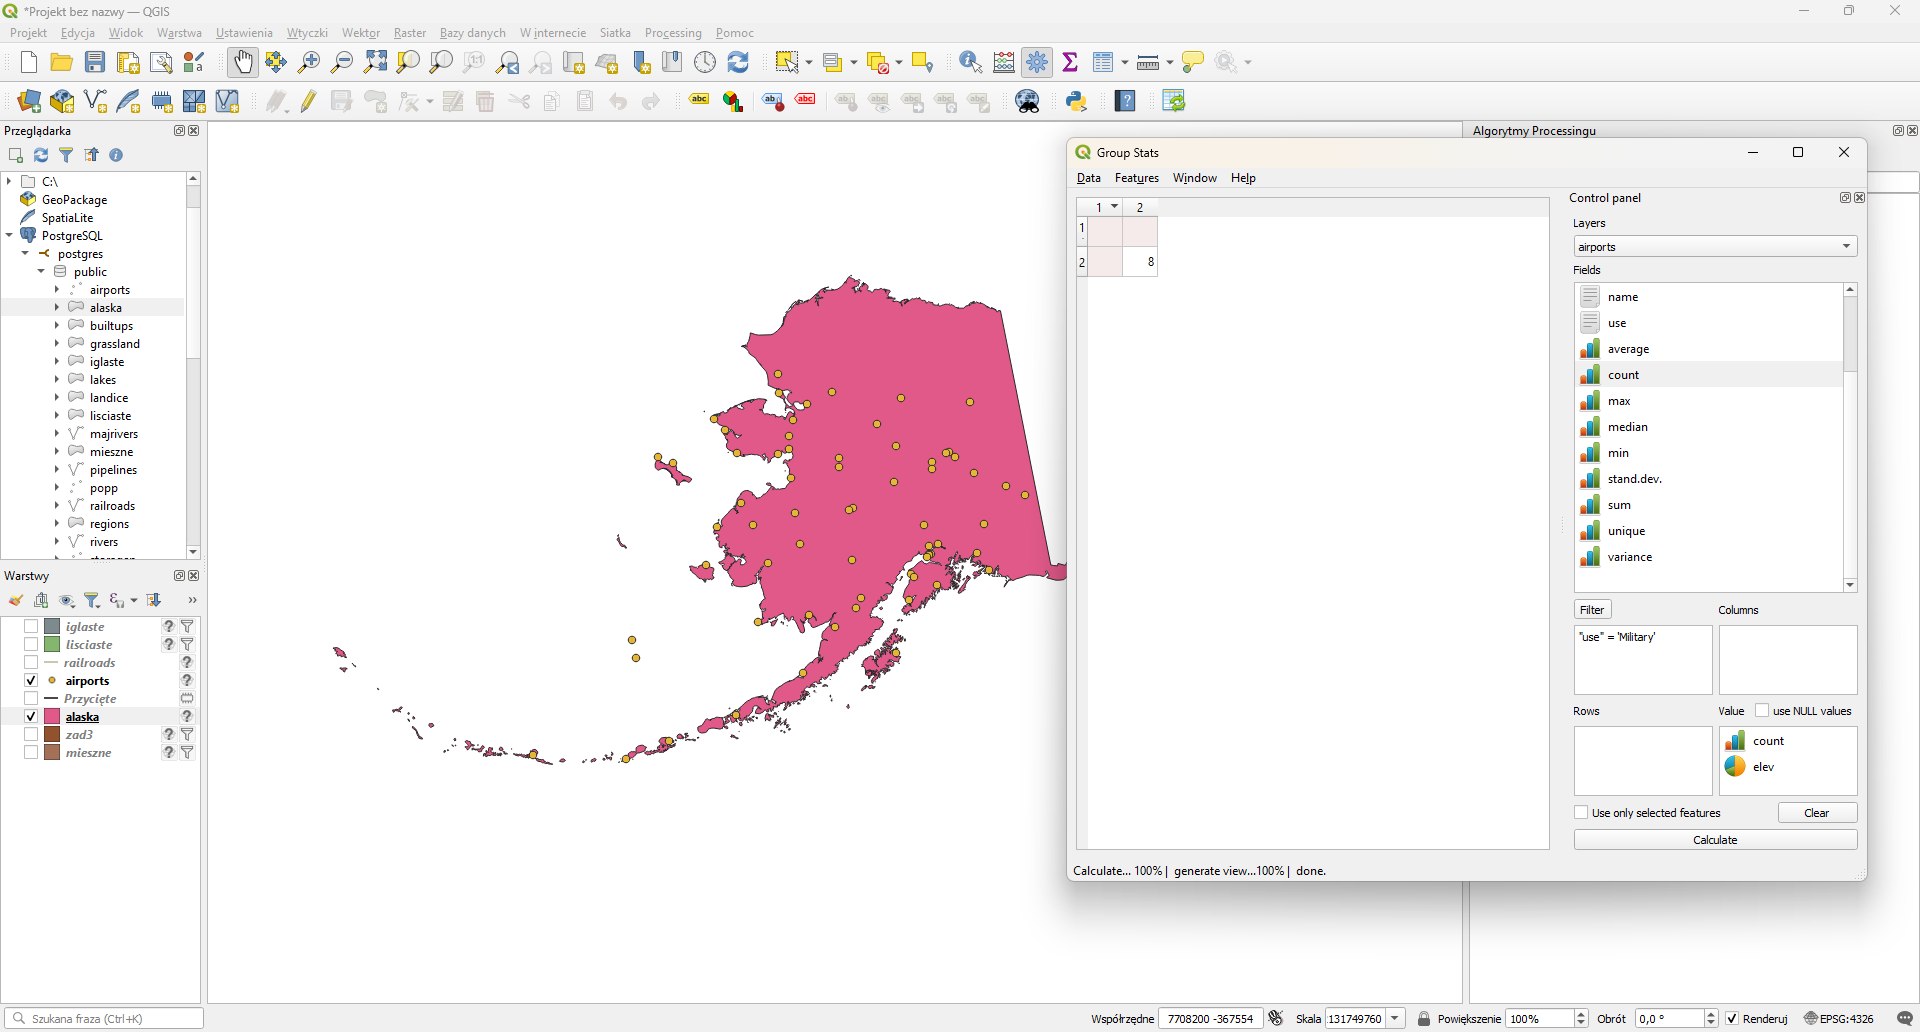 *Projekt bez nazwy — QGIS
Projekt Edycja Widok Warstwa Ustawienia Wtyczki Wektor Raster Bazy danych W internecie Siatka Processing Pomoc
Przeglądarka
C:\
GeoPackage
SpatiaLite
PostgreSQL
postgres
public
airports
alaska
builtups
grassland
iglaste
lakes
landice
lisciaste
majrivers
mieszne
pipelines
popp
railroads
regions
rivers
Warstwy
iglaste
lisciaste
railroads
airports
Przycięte
alaska
zad3
mieszne
Algorytmy Processingu
Group Stats
Data Features Window Help
1 2
1
2 8
Control panel
Layers
airports
Fields
name
use
average
count
max
median
min
stand.dev.
sum
unique
variance
Filter Columns
"use" = 'Military'
Rows Value use NULL values
count
elev
Use only selected features Clear
Calculate
Calculate... 100% | generate view...100% | done.
Szukana fraza (Ctrl+K)
Współrzędne 7708200 -367554 Skala 131749760 Powiększenie 100% Obrót 0,0 ° Renderuj EPSG:4326